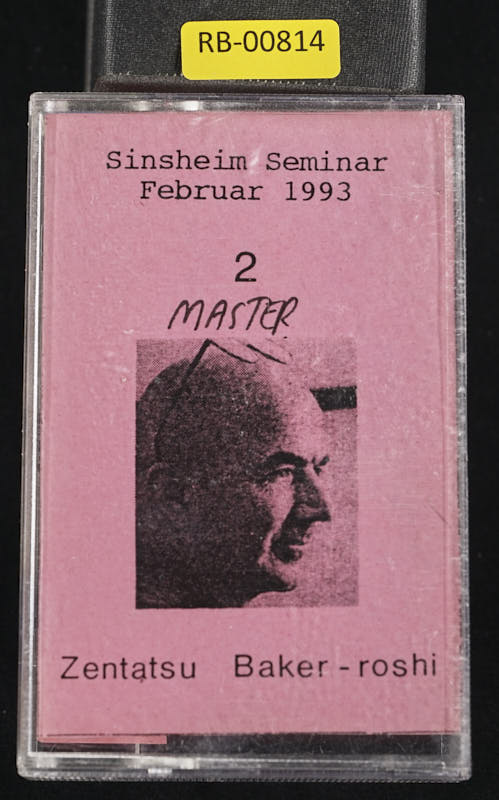 RB-00814
Sinsheim Seminar
Februar 1993
2
MASTER
Zentatsu Baker-roshi